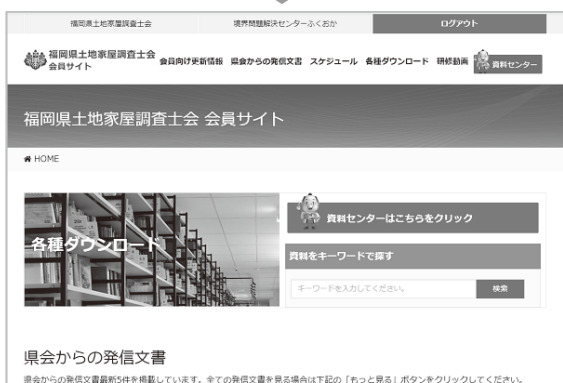 福岡県土地家屋調査士会 境界問題解決センターふくおか ログアウト
福岡県土地家屋調査士会
会員サイト
会員向け更新情報 県会からの発信文書 スケジュール 各種ダウンロード 研修動画 資料センター
福岡県土地家屋調査士会 会員サイト
HOME
各種ダウンロード
資料センターはこちらをクリック
資料をキーワードで探す
キーワードを入力してください。 検索
県会からの発信文書
県会からの発信文書最新5件を掲載しています。全ての発信文書を見る場合は下記の「もっと見る」ボタンをクリックしてください。